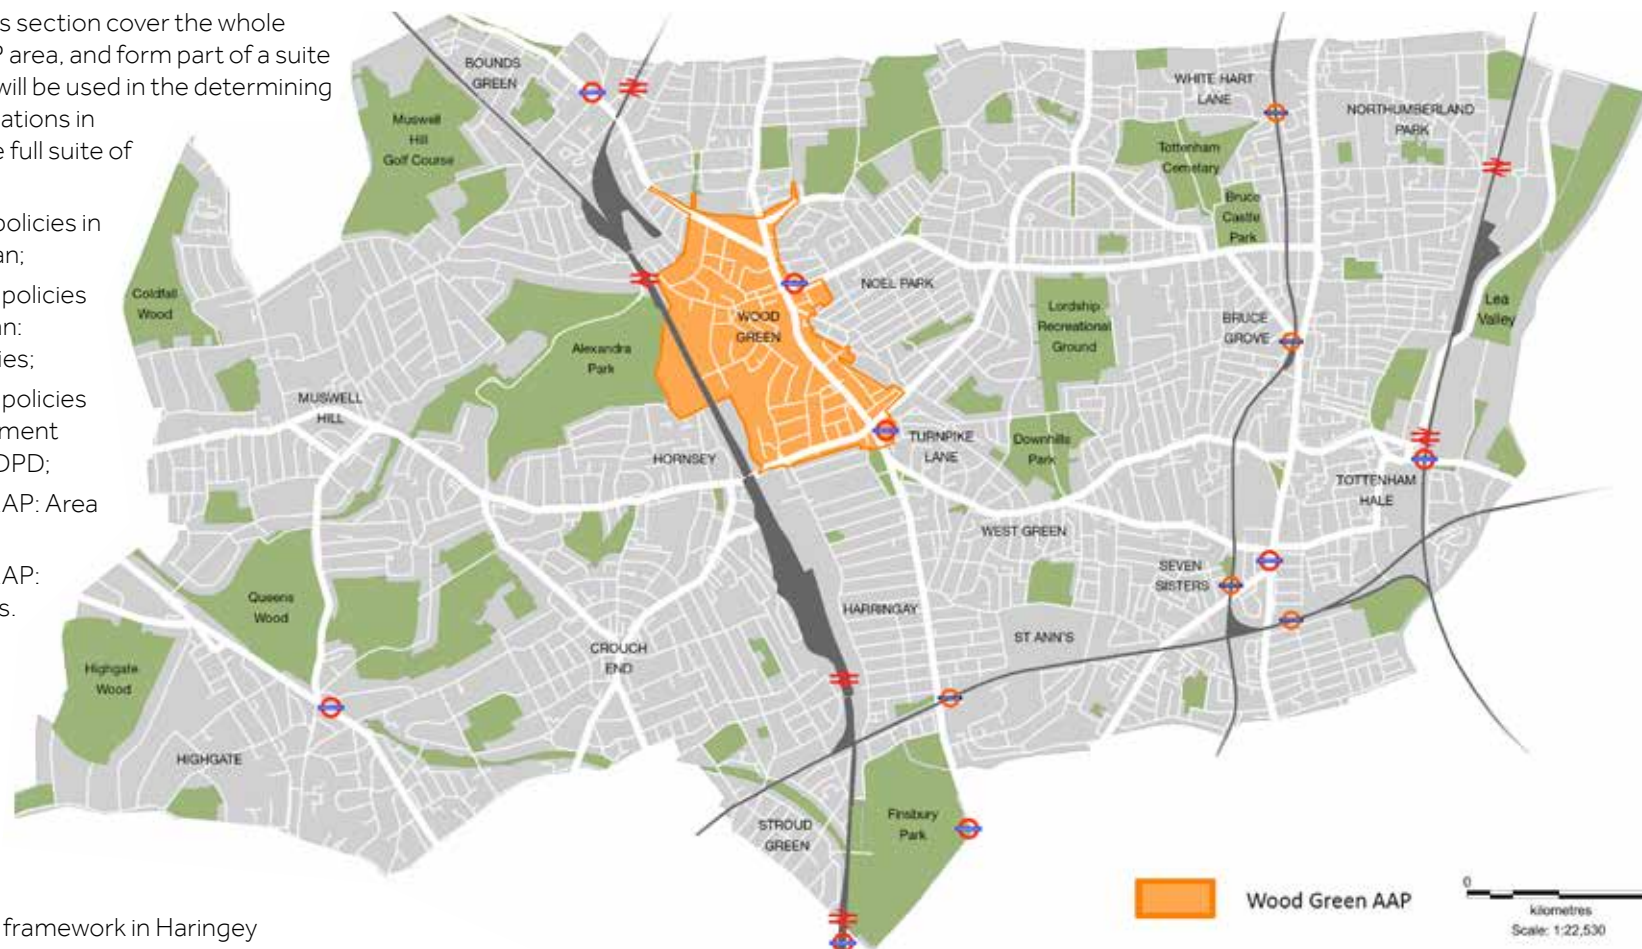 s section cover the whole
P area, and form part of a suite
will be used in the determining
ations in
e full suite of
policies in
an;
policies
an:
ies;
policies
ment
DPD;
AP: Area
AP:
s.
framework in Haringey
BOUNDS
GREEN
Muswell
Hill
Golf Course
WHITE HART
LANE
NORTHUMBERLAND
PARK
Tottenham
Cemetary
Bruce
Castle
Park
Coldfall
Wood
NOEL PARK
WOOD
GREEN
Lordship
Recreational
Ground
BRUCE
GROVE
Lea
Valley
Alexandra
Park
MUSWELL
HILL
HORNSEY
TURNPIKE
LANE
Downhills
Park
TOTTENHAM
HALE
WEST GREEN
SEVEN
SISTERS
Queens
Wood
HARRINGAY
ST ANN'S
CROUCH
END
Highgate
Wood
HIGHGATE
STROUD
GREEN
Finsbury
Park
Wood Green AAP
0
kilometres
Scale: 1:22,530